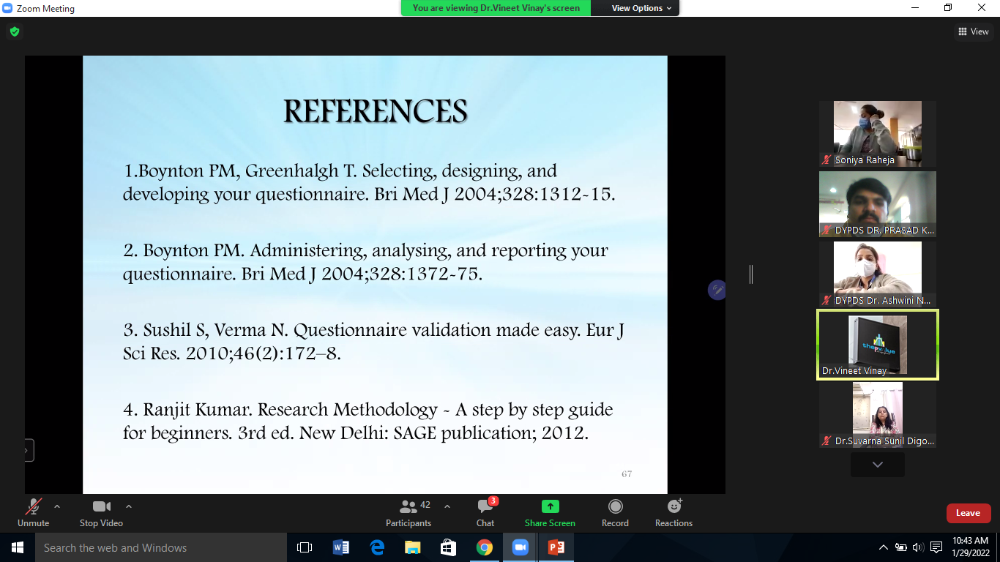 Zoom Meeting
You are viewing Dr.Vineet Vinay's screen
View Options
View
REFERENCES
1.Boynton PM, Greenhalgh T. Selecting, designing, and
developing your questionnaire. Bri Med J 2004;328:1312-15.
2. Boynton PM. Administering, analysing, and reporting your
questionnaire. Bri Med J 2004;328:1372-75.
3. Sushil S, Verma N. Questionnaire validation made easy. Eur J
Sci Res. 2010;46(2):172–8.
4. Ranjit Kumar. Research Methodology - A step by step guide
for beginners. 3rd ed. New Delhi: SAGE publication; 2012.
67
Soniya Raheja
DYPDS DR. PRASAD K...
DYPDS Dr. Ashwini N...
Dr.Vineet Vinay
Dr.Suvarna Sunil Digo...
Unmute
Stop Video
42
Participants
3
Chat
Share Screen
Record
Reactions
Leave
Search the web and Windows
10:43 AM
1/29/2022